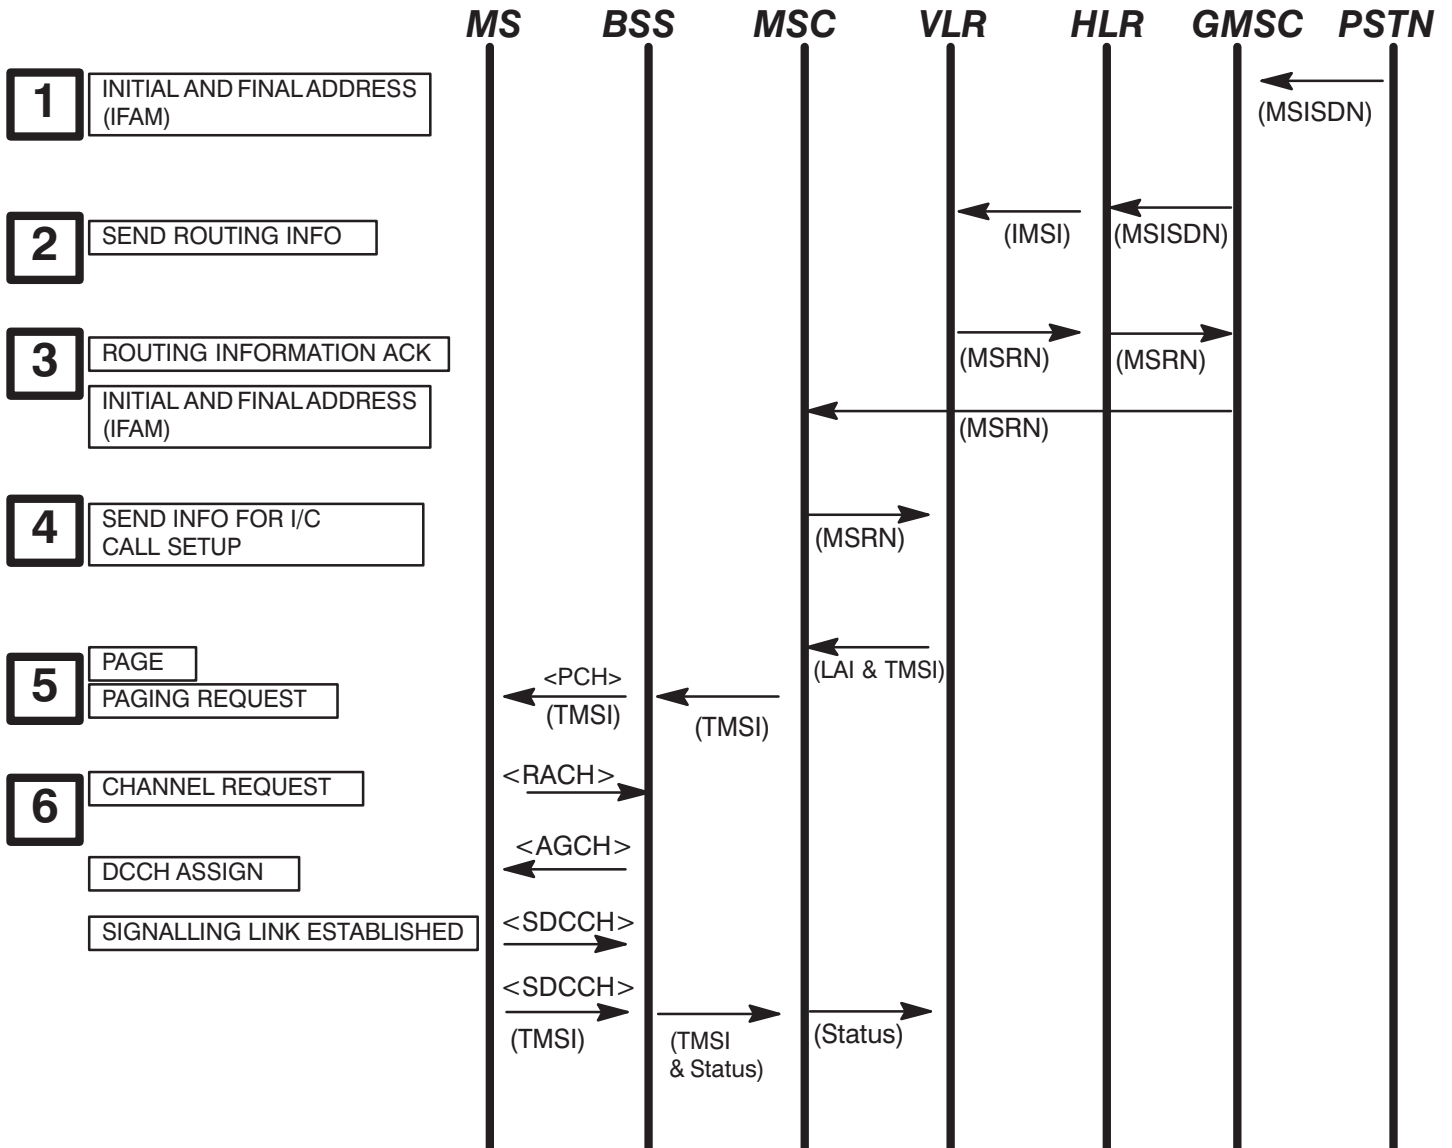 MS BSS MSC VLR HLR GMSC PSTN
1
INITIAL AND FINAL ADDRESS
(IFAM)
(MSISDN)
2
SEND ROUTING INFO
(IMSI)
(MSISDN)
3
ROUTING INFORMATION ACK
(MSRN)
(MSRN)
INITIAL AND FINAL ADDRESS
(IFAM)
(MSRN)
4
SEND INFO FOR I/C
CALL SETUP
(MSRN)
5
PAGE
(LAI & TMSI)
PAGING REQUEST
<PCH>
(TMSI)
(TMSI)
6
CHANNEL REQUEST
<RACH>
<AGCH>
DCCH ASSIGN
SIGNALLING LINK ESTABLISHED
<SDCCH>
<SDCCH>
(TMSI)
(TMSI
& Status)
(Status)